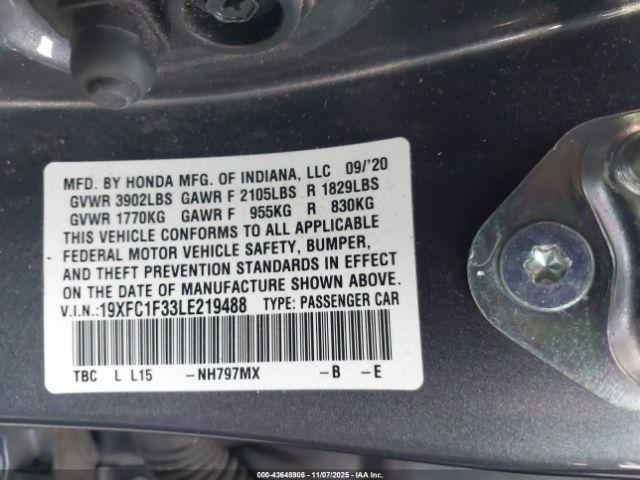 MFD. BY HONDA MFG. OF INDIANA, LLC 09/'20
GVWR 3902LBS GAWR F 2105LBS R 1829LBS
GVWR 1770KG GAWR F 955KG R 830KG
THIS VEHICLE CONFORMS TO ALL APPLICABLE
FEDERAL MOTOR VEHICLE SAFETY, BUMPER,
AND THEFT PREVENTION STANDARDS IN EFFECT
ON THE DATE OF MANUFACTURE SHOWN ABOVE.
V.I.N.:19XFC1F33LE219488 TYPE: PASSENGER CAR
TBC L L15 -NH797MX -B -E
000-43648906 - 11/07/2025 - IAAI.COM